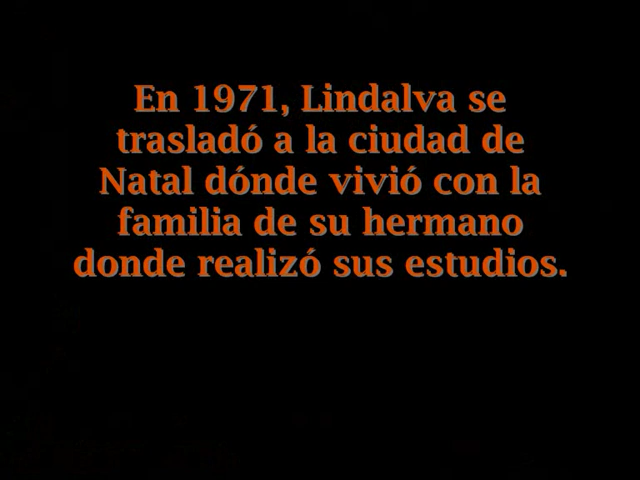 En 1971, Lindalva se
trasladó a la ciudad de
Natal dónde vivió con la
familia de su hermano
donde realizó sus estudios.